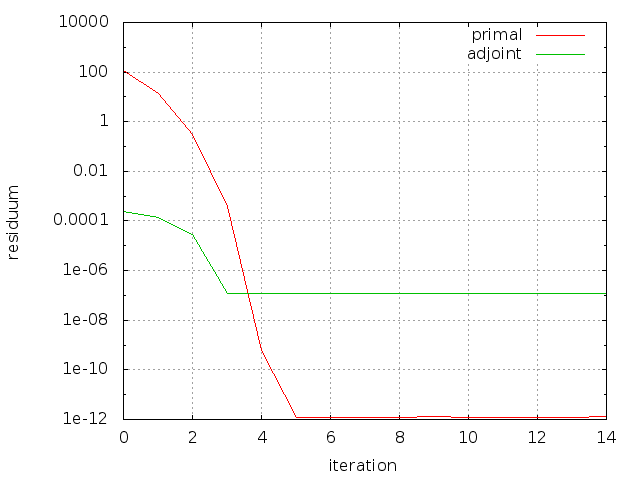 10000
primal
adjoint
100
1
0.01
0.0001
1e-06
1e-08
1e-10
1e-12
residuum
0 2 4 6 8 10 12 14
iteration